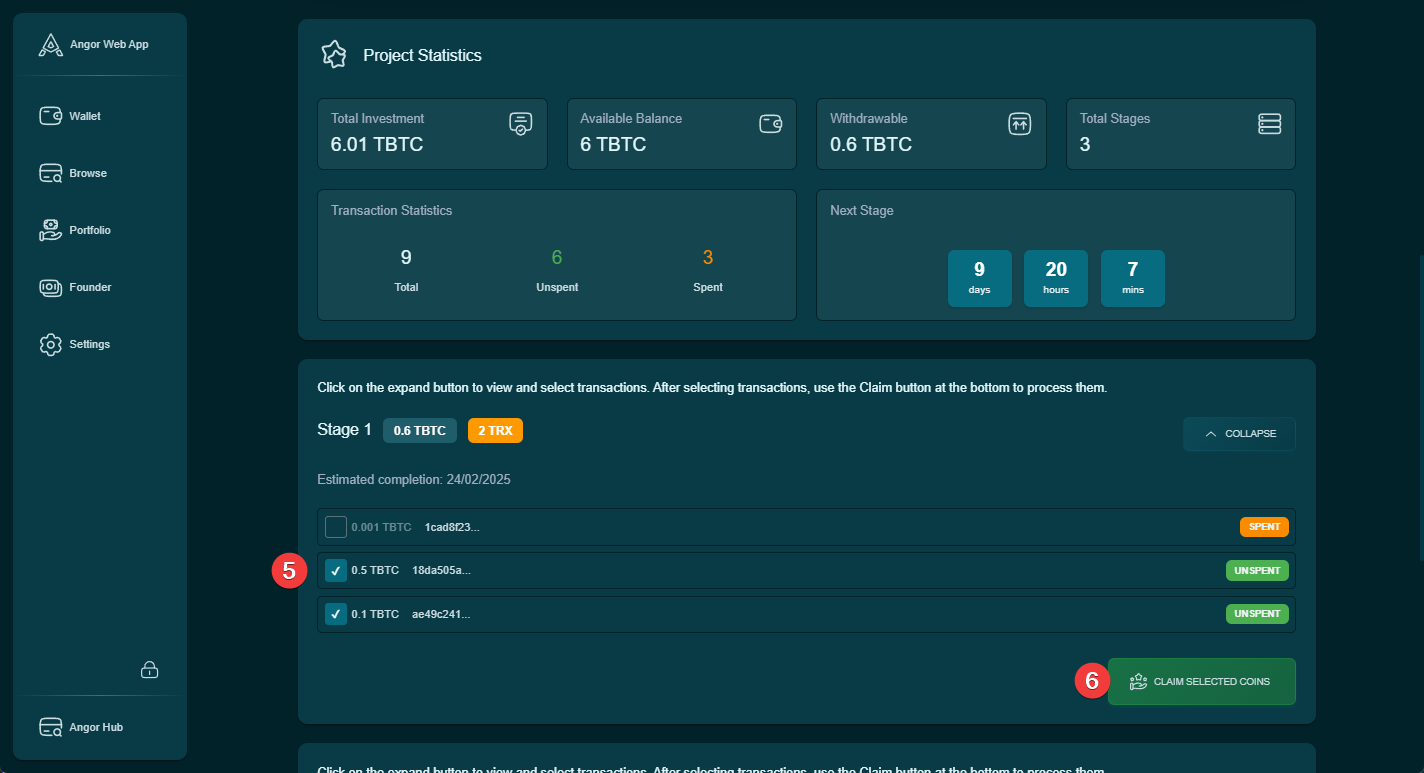 Angor Web App
Wallet
Browse
Portfolio
Founder
Settings
Angor Hub
Project Statistics
Total Investment
6.01 TBTC
Available Balance
6 TBTC
Withdrawable
0.6 TBTC
Total Stages
3
Transaction Statistics
9
Total
6
Unspent
3
Spent
Next Stage
9
days
20
hours
7
mins
Click on the expand button to view and select transactions. After selecting transactions, use the Claim button at the bottom to process them.
Stage 1 0.6 TBTC 2 TRX
COLLAPSE
Estimated completion: 24/02/2025
0.001 TBTC 1cad8f23... SPENT
5
0.5 TBTC 18da505a... UNSPENT
0.1 TBTC ae49c241... UNSPENT
6
CLAIM SELECTED COINS
Click on the expand button to view and select transactions. After selecting transactions, use the Claim button at the bottom to process them.